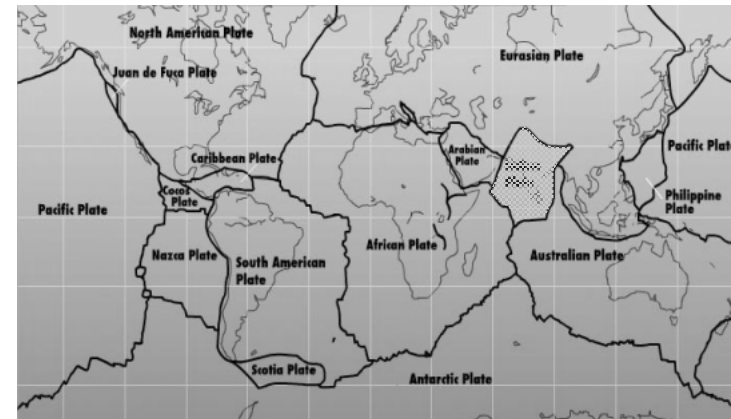 North American Plate
Eurasian Plate
Juan de Fuca Plate
Pacific Plat
Caribbean Plate
Arabian
Plate
Cocos
Plate
Philippine
Plate
Pacific Plate
African Plate
Nazca Plate
South American
Plate
Australian Plate
Scotia Plate
Antarctic Plate